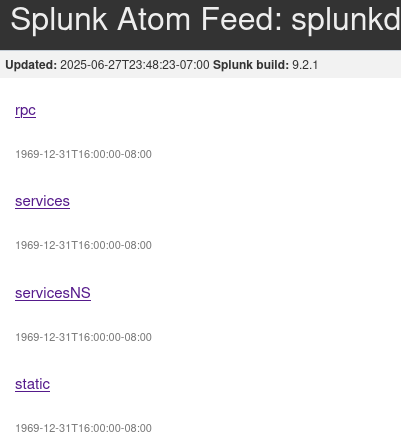 Splunk Atom Feed: splunkd
Updated: 2025-06-27T23:48:23-07:00 Splunk build: 9.2.1
rpc
1969-12-31T16:00:00-08:00
services
1969-12-31T16:00:00-08:00
servicesNS
1969-12-31T16:00:00-08:00
static
1969-12-31T16:00:00-08:00